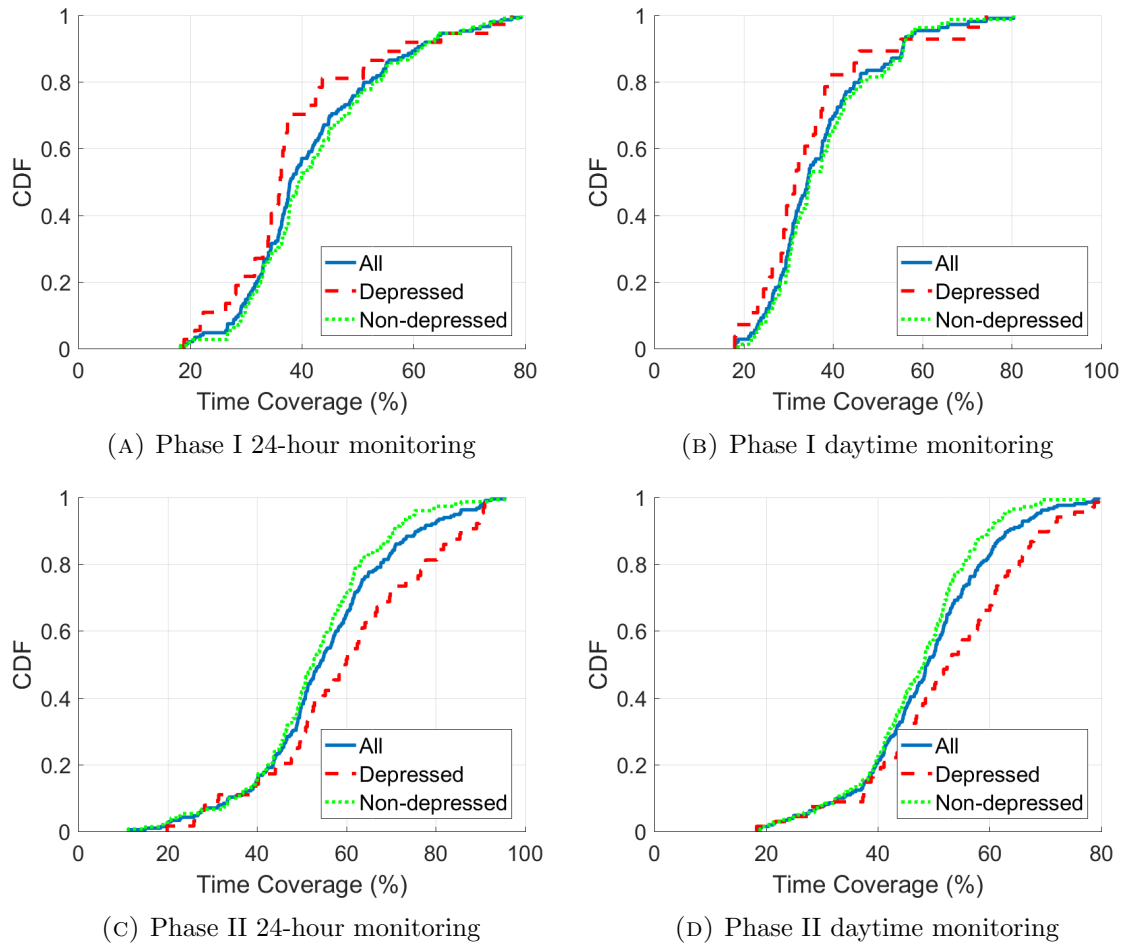 1
0.8
0.6
0.4
0.2
0
CDF
0 20 40 60 80
Time Coverage (%)
All
Depressed
Non-depressed
(A) Phase I 24-hour monitoring
1
0.8
0.6
0.4
0.2
0
CDF
0 20 40 60 80 100
Time Coverage (%)
All
Depressed
Non-depressed
(B) Phase I daytime monitoring
1
0.8
0.6
0.4
0.2
0
CDF
0 20 40 60 80 100
Time Coverage (%)
All
Depressed
Non-depressed
(C) Phase II 24-hour monitoring
1
0.8
0.6
0.4
0.2
0
CDF
0 20 40 60 80
Time Coverage (%)
All
Depressed
Non-depressed
(D) Phase II daytime monitoring